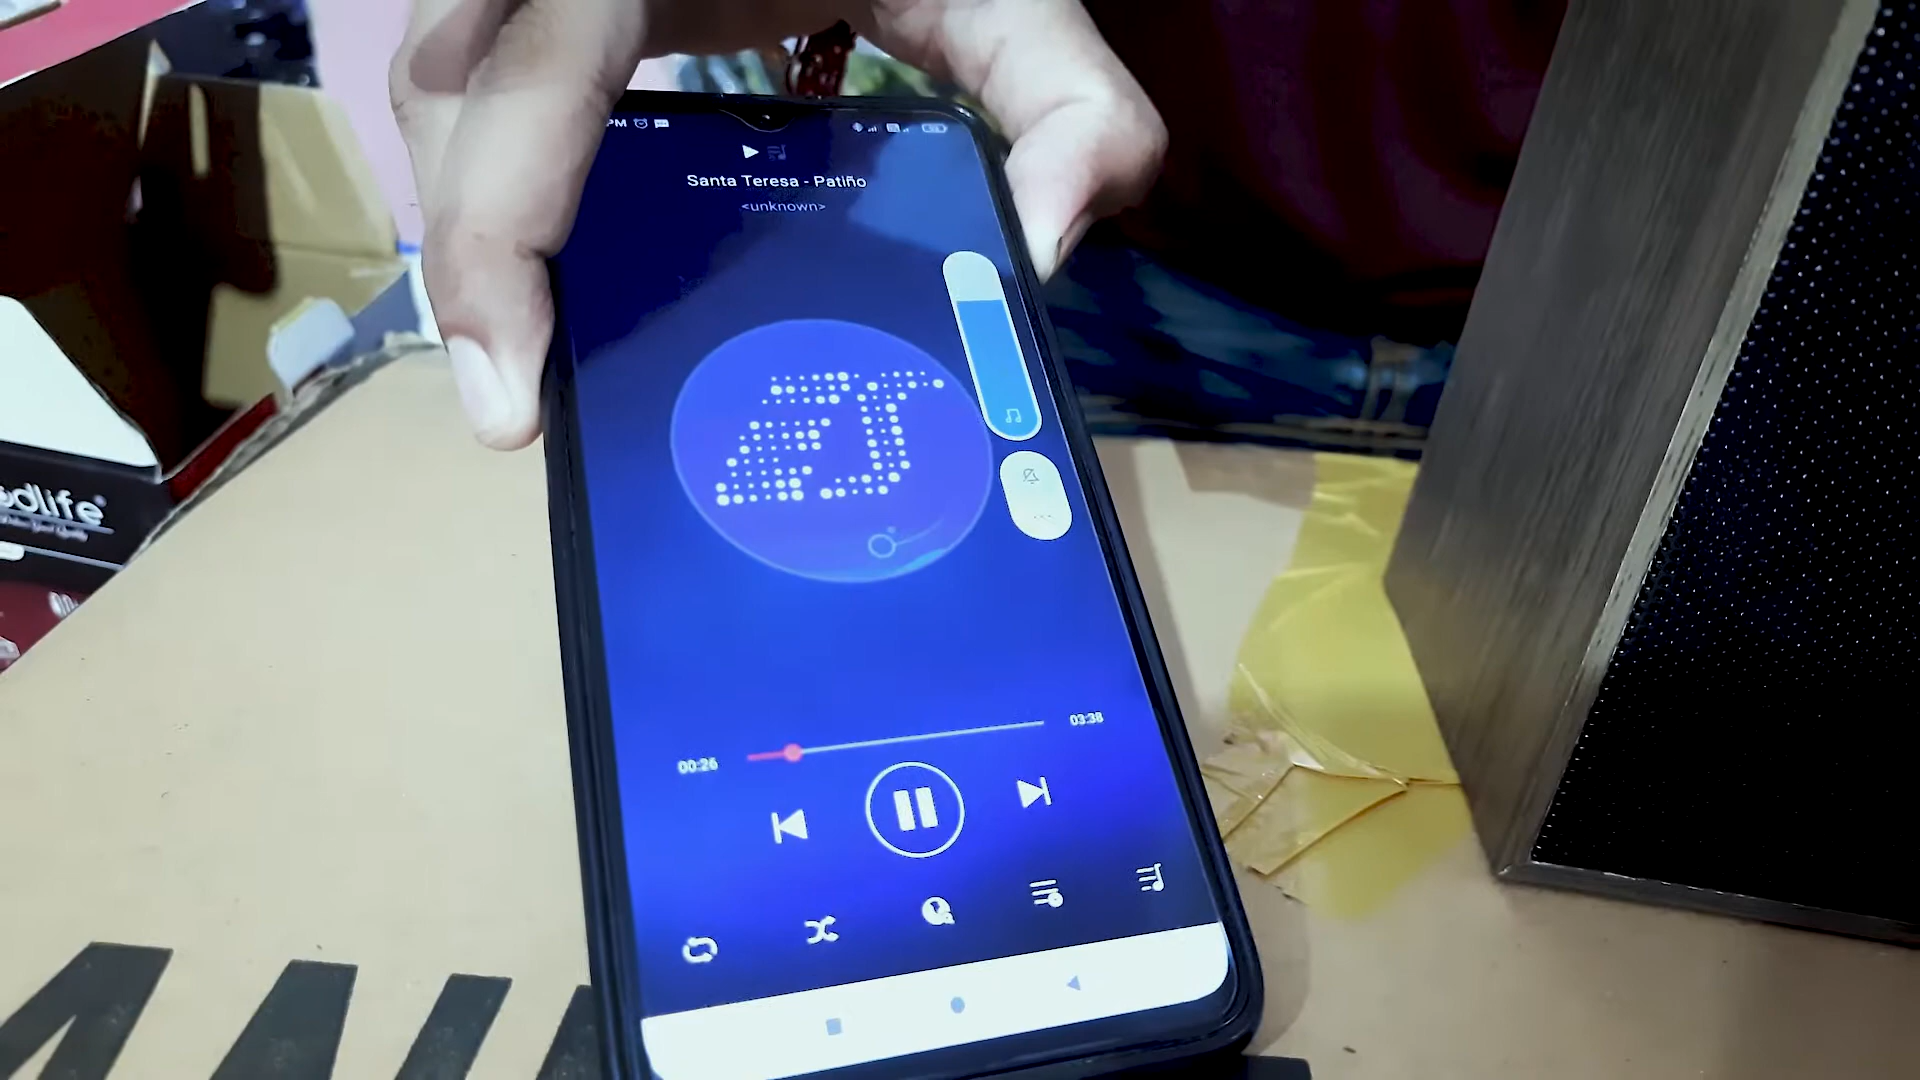 PM
Santa Teresa - Patiño
<unknown>
00:26
03:38
odlife